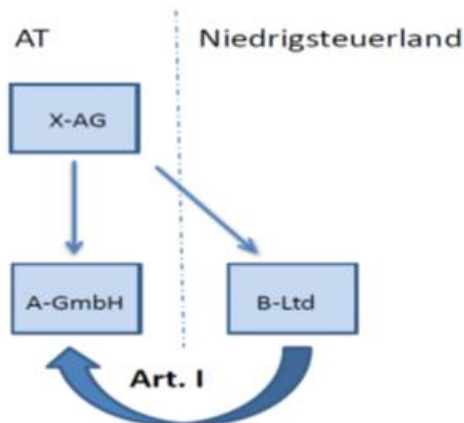 AT
Niedrigsteuerland
X-AG
A-GmbH
B-Ltd
Art. I